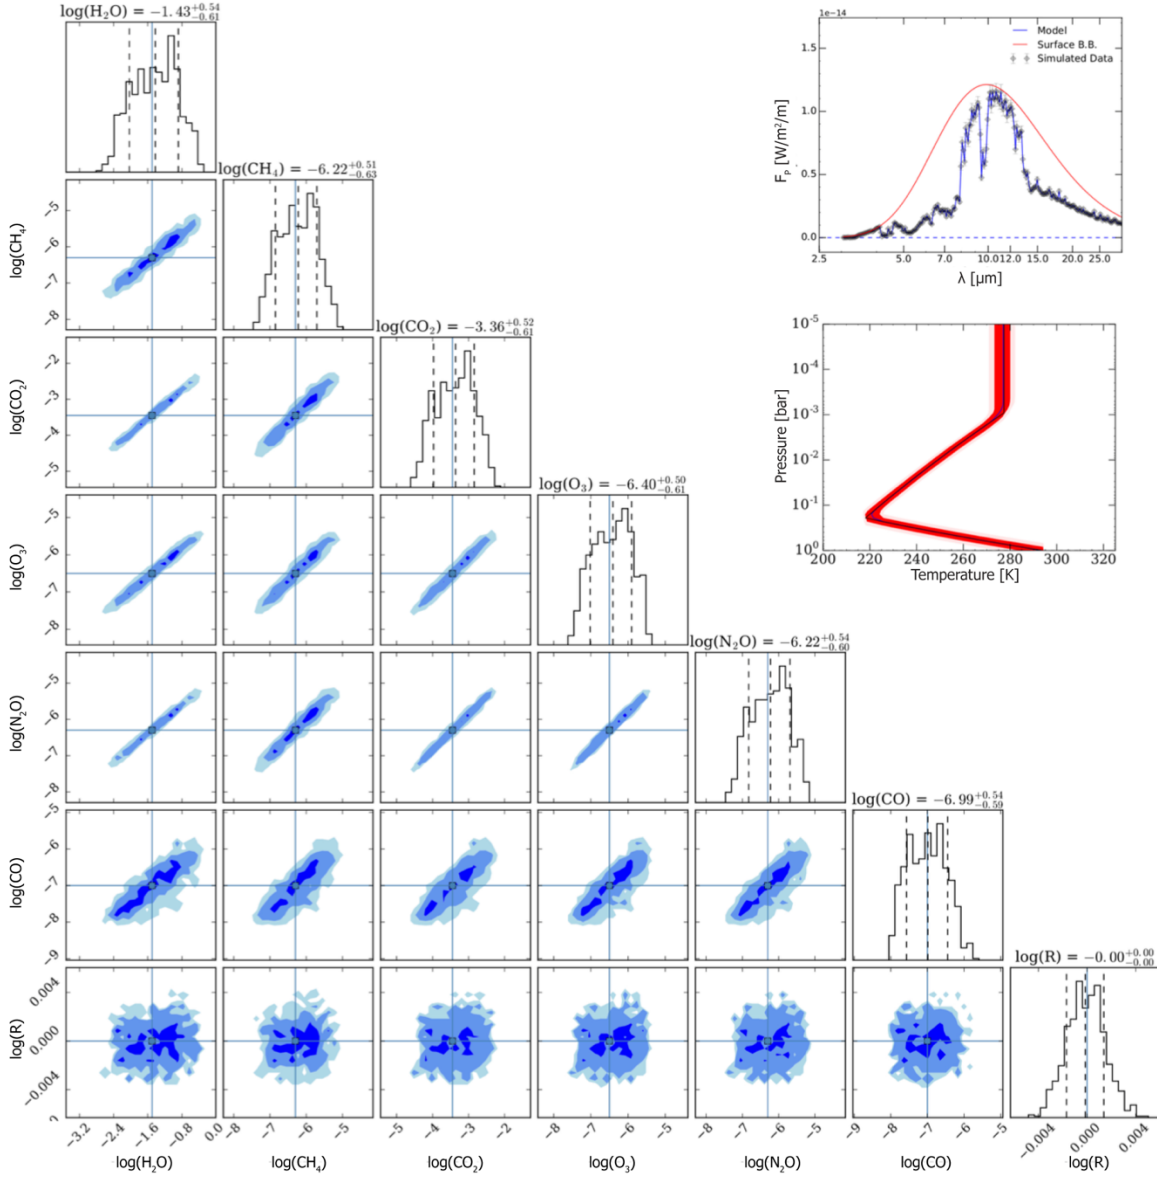 log(H₂O) = −1.43+0.54 −0.61
1e−14
Model
Surface B.B.
Simulated Data
1.5
1.0
0.5
0.0
Fₚ [W/m²/m]
2.5 5.0 7.0 10.0 12.0 15.0 20.0 25.0
λ [µm]
log(CH₄) = −6.22+0.51 −0.63
log(CH₄)
−5
−6
−7
−8
log(CO₂) = −3.36+0.52 −0.61
log(CO₂)
−2
−3
−4
−5
10⁻⁵
10⁻⁴
10⁻³
10⁻²
10⁻¹
10⁰
Pressure [bar]
200 220 240 260 280 300 320
Temperature [K]
log(O₃) = −6.40+0.50 −0.61
log(O₃)
−5
−6
−7
−8
log(N₂O) = −6.22+0.54 −0.60
log(N₂O)
−5
−6
−7
−8
log(CO) = −6.99+0.54 −0.59
log(CO)
−5
−6
−7
−8
−9
log(R) = −0.00+0.00 −0.00
log(R)
0.004
0.000
−0.004
−3.2 −2.4 −1.6 −0.8 0.0 −8 −7 −6 −5 −5 −4 −3 −2 −8 −7 −6 −5 −8 −7 −6 −5 −9 −8 −7 −6 −5 −0.004 0.000 0.004
log(H₂O) log(CH₄) log(CO₂) log(O₃) log(N₂O) log(CO) log(R)